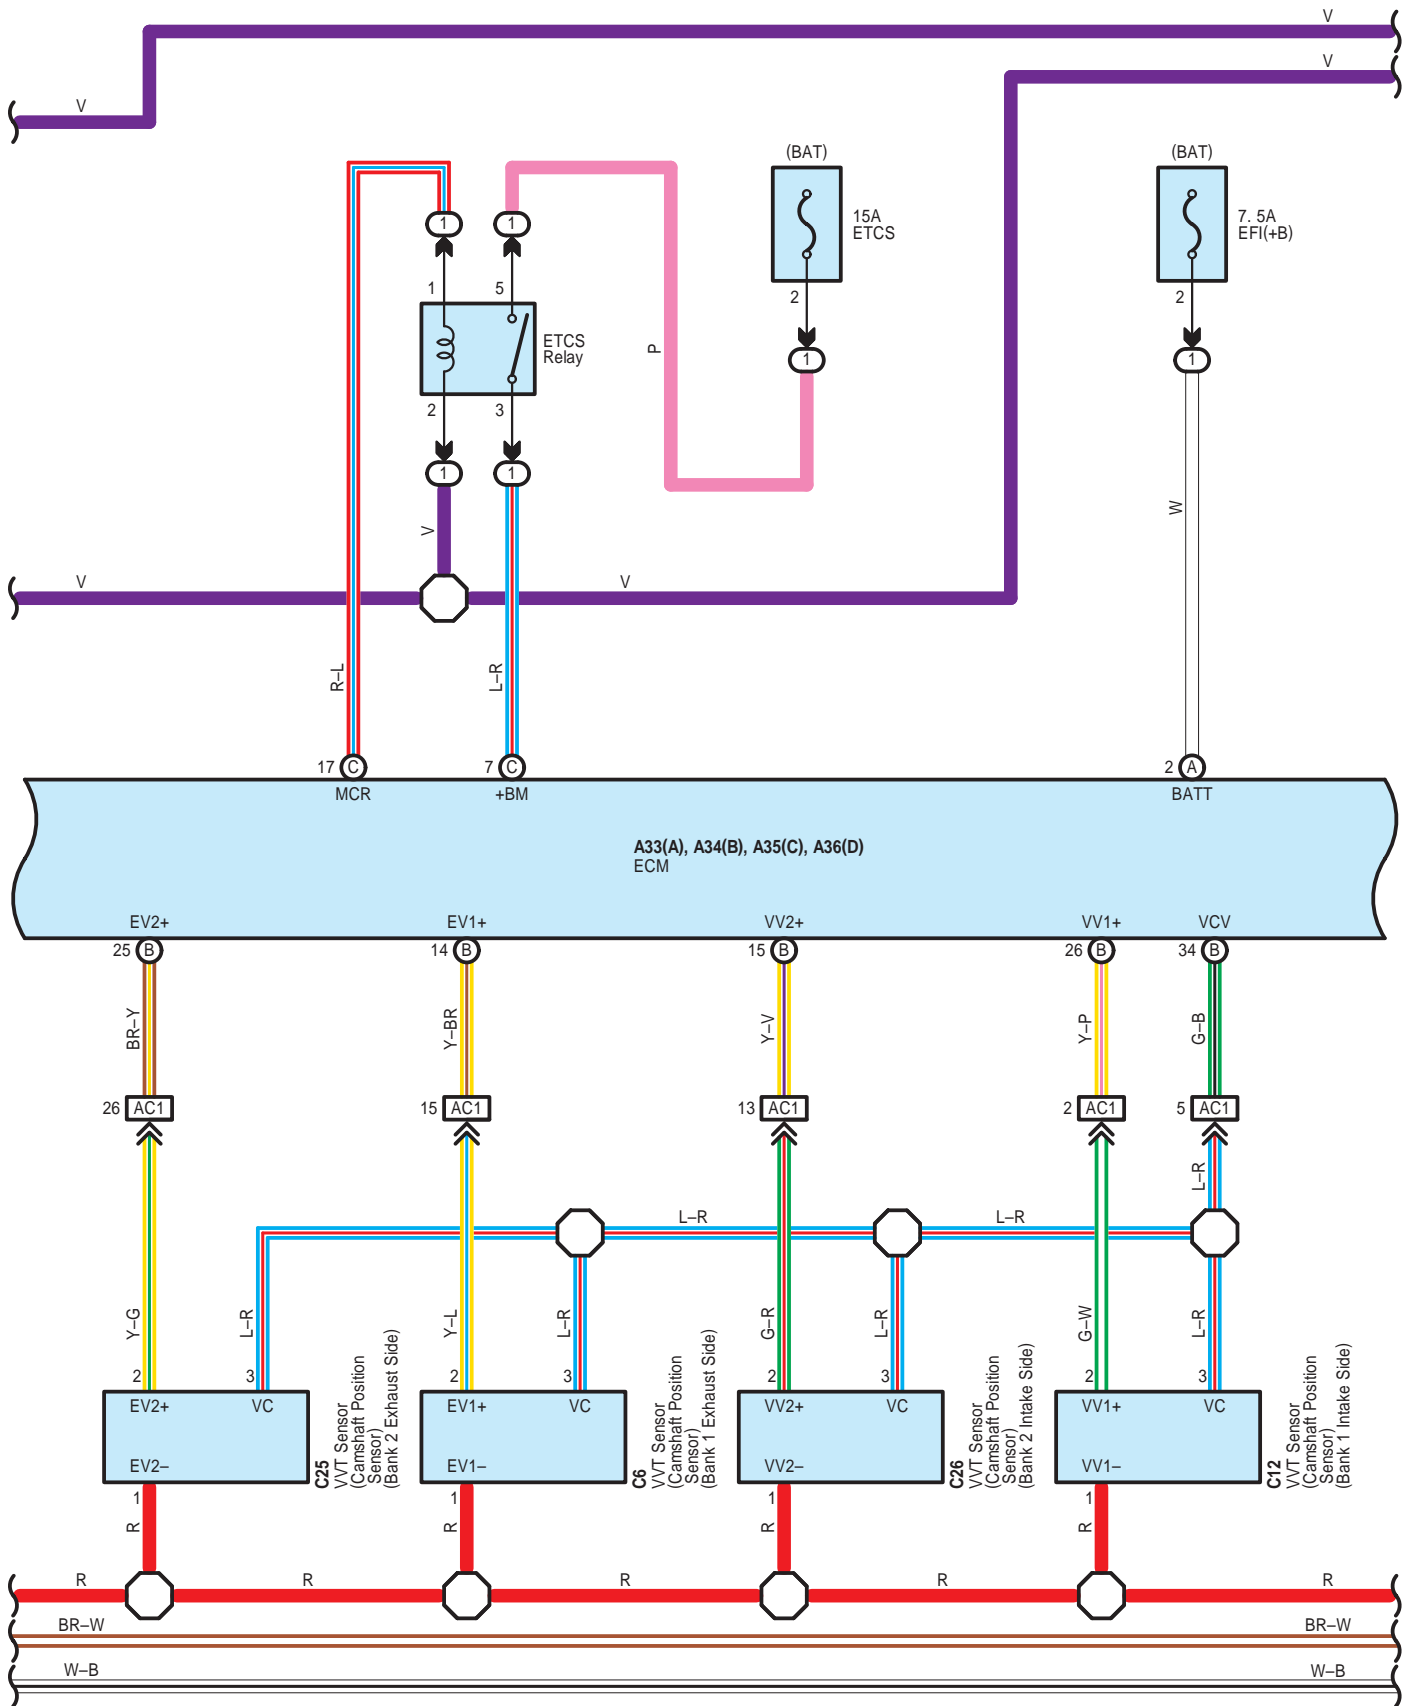 V
V
V
(BAT)
(BAT)
15A
ETCS
7. 5A
EFI(+B)
1
1
1
5
2
2
ETCS
Relay
P
1
1
2
3
1
1
V
W
V
V
R–L
L–R
17 C
7 C
2 A
MCR
+BM
BATT
A33(A), A34(B), A35(C), A36(D)
ECM
EV2+
EV1+
VV2+
VV1+
VCV
25 B
14 B
15 B
26 B
34 B
BR–Y
Y–BR
Y–V
Y–P
G–B
26 AC1
15 AC1
13 AC1
2 AC1
5 AC1
L–R
L–R
L–R
Y–G
L–R
Y–L
L–R
G–R
L–R
G–W
L–R
2
3
2
3
2
3
2
3
EV2+
VC
EV1+
VC
VV2+
VC
VV1+
VC
EV2–
EV1–
VV2–
VV1–
C25
VVT Sensor
(Camshaft Position
Sensor)
(Bank 2 Exhaust Side)
C6
VVT Sensor
(Camshaft Position
Sensor)
(Bank 1 Exhaust Side)
C26
VVT Sensor
(Camshaft Position
Sensor)
(Bank 2 Intake Side)
C12
VVT Sensor
(Camshaft Position
Sensor)
(Bank 1 Intake Side)
1
1
1
1
R
R
R
R
R
R
R
R
R
BR–W
BR–W
W–B
W–B